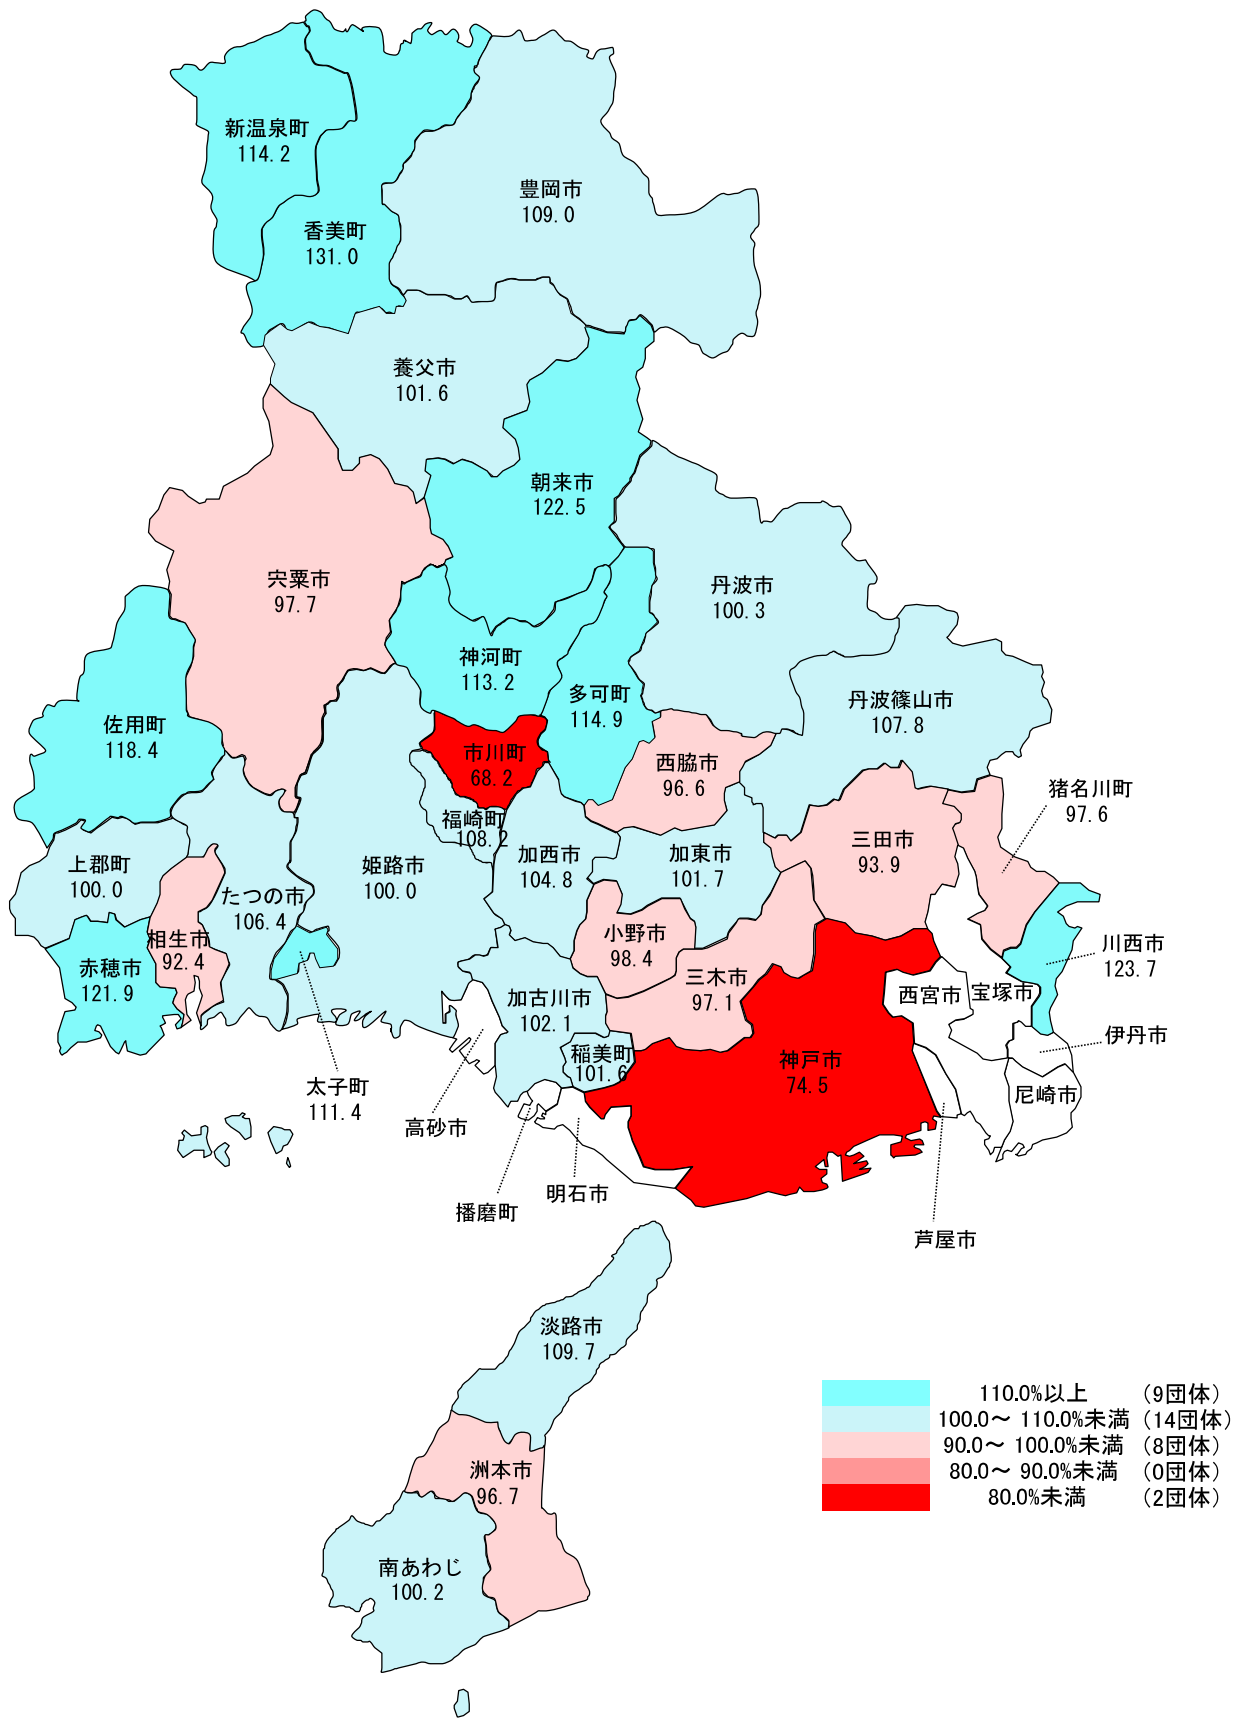 新温泉町
114.2
香美町
131.0
豊岡市
109.0
養父市
101.6
朝来市
122.5
宍粟市
97.7
丹波市
100.3
神河町
113.2
多可町
114.9
丹波篠山市
107.8
佐用町
118.4
市川町
68.2
西脇市
96.6
猪名川町
97.6
福崎町
108.2
上郡町
100.0
姫路市
100.0
加西市
104.8
加東市
101.7
三田市
93.9
たつの市
106.4
相生市
92.4
赤穂市
121.9
小野市
98.4
三木市
97.1
川西市
123.7
西宮市
宝塚市
加古川市
102.1
稲美町
101.6
神戸市
74.5
伊丹市
尼崎市
太子町
111.4
高砂市
播磨町
明石市
芦屋市
淡路市
109.7
洲本市
96.7
南あわじ
100.2
110.0%以上 (9団体)
100.0～ 110.0%未満 (14団体)
90.0～ 100.0%未満 (8団体)
80.0～ 90.0%未満 (0団体)
80.0%未満 (2団体)